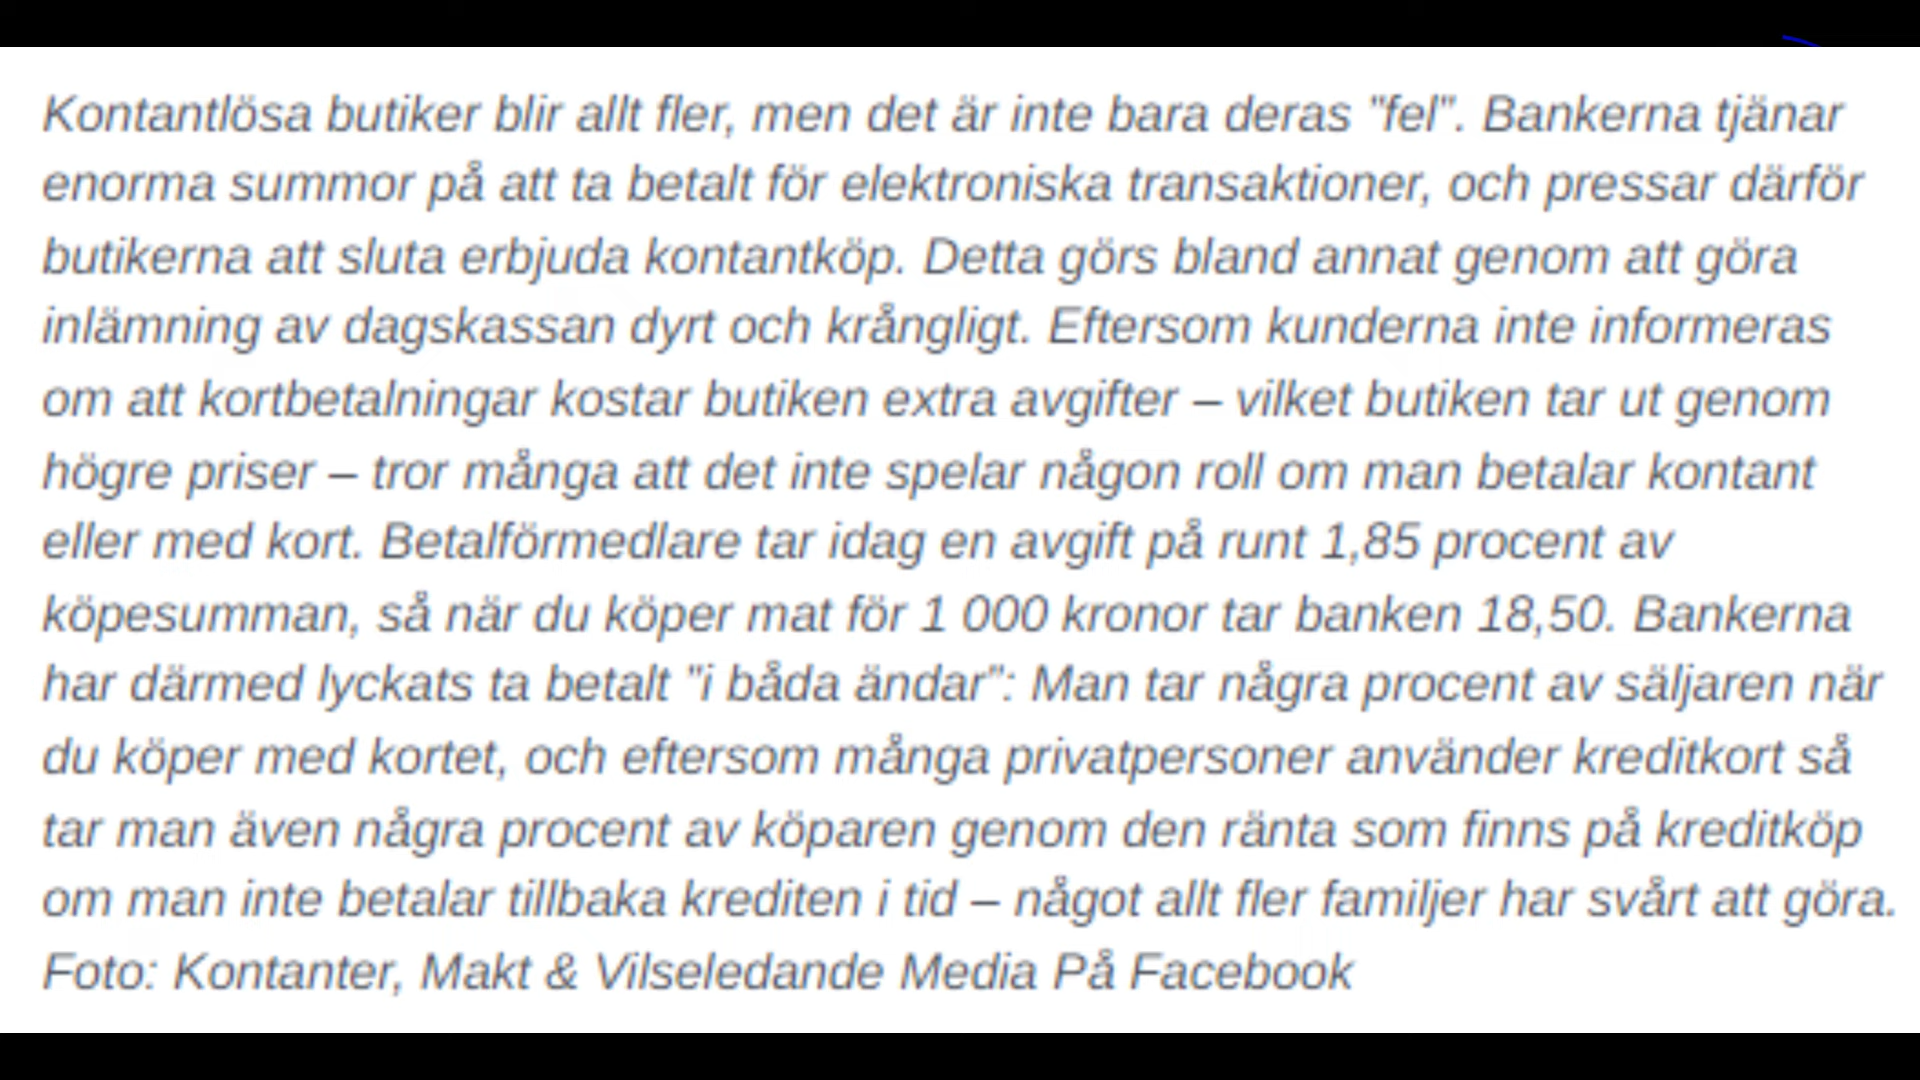 Kontantlösa butiker blir allt fler, men det är inte bara deras "fel". Bankerna tjänar
enorma summor på att ta betalt för elektroniska transaktioner, och pressar därför
butikerna att sluta erbjuda kontantköp. Detta görs bland annat genom att göra
inlämning av dagskassan dyrt och krångligt. Eftersom kunderna inte informeras
om att kortbetalningar kostar butiken extra avgifter – vilket butiken tar ut genom
högre priser – tror många att det inte spelar någon roll om man betalar kontant
eller med kort. Betalförmedlare tar idag en avgift på runt 1,85 procent av
köpesumman, så när du köper mat för 1 000 kronor tar banken 18,50. Bankerna
har därmed lyckats ta betalt "i båda ändar": Man tar några procent av säljaren när
du köper med kortet, och eftersom många privatpersoner använder kreditkort så
tar man även några procent av köparen genom den ränta som finns på kreditköp
om man inte betalar tillbaka krediten i tid – något allt fler familjer har svårt att göra.
Foto: Kontanter, Makt & Vilseledande Media På Facebook